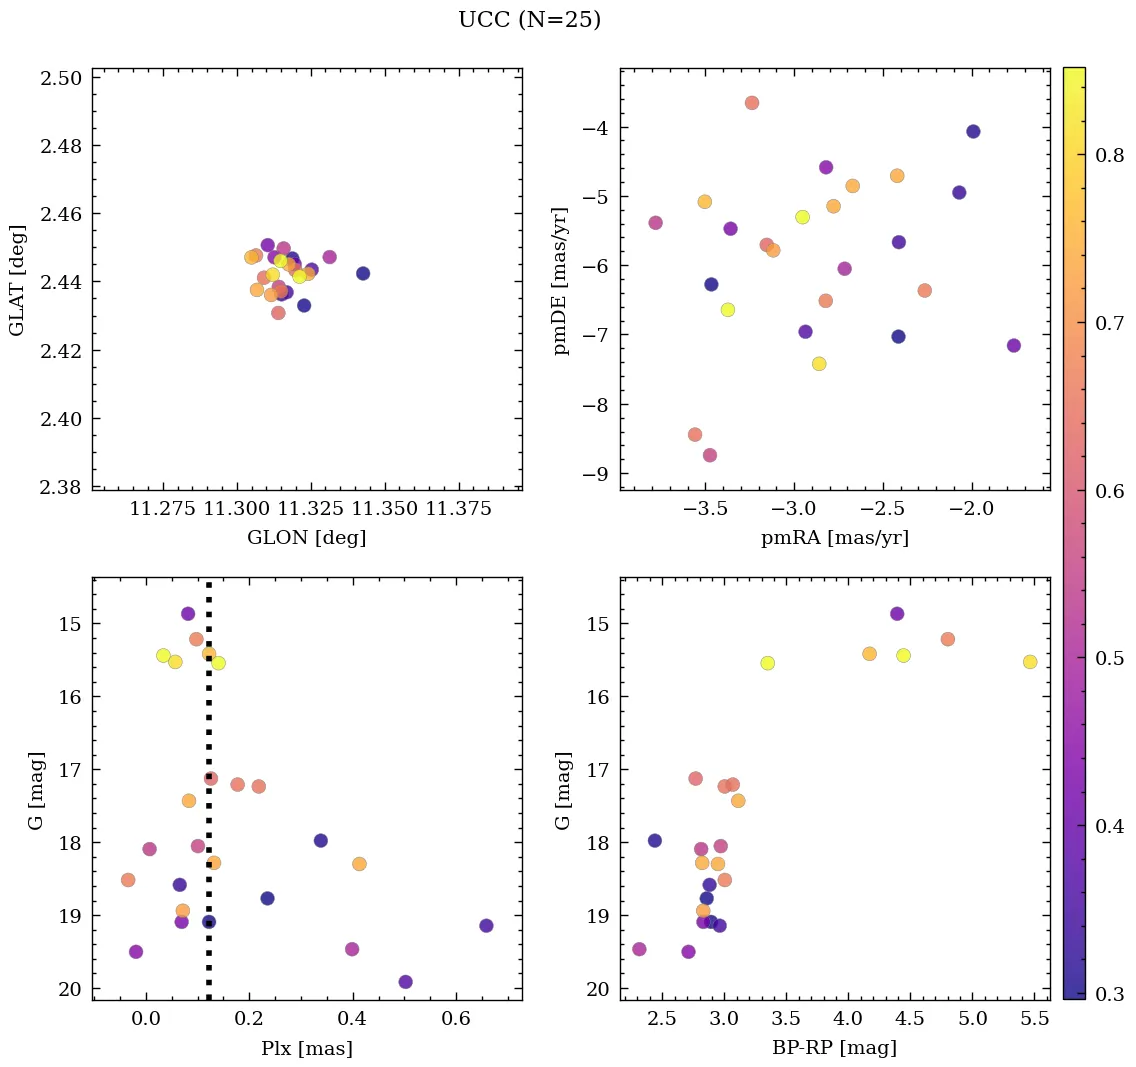 UCC (N=25)
2.50
2.48
2.46
2.44
2.42
2.40
2.38
GLAT [deg]
11.275 11.300 11.325 11.350 11.375
GLON [deg]
−4
−5
−6
−7
−8
−9
pmDE [mas/yr]
−3.5 −3.0 −2.5 −2.0
pmRA [mas/yr]
0.8
0.7
0.6
0.5
0.4
0.3
15
16
17
18
19
20
G [mag]
0.0 0.2 0.4 0.6
Plx [mas]
15
16
17
18
19
20
G [mag]
2.5 3.0 3.5 4.0 4.5 5.0 5.5
BP-RP [mag]